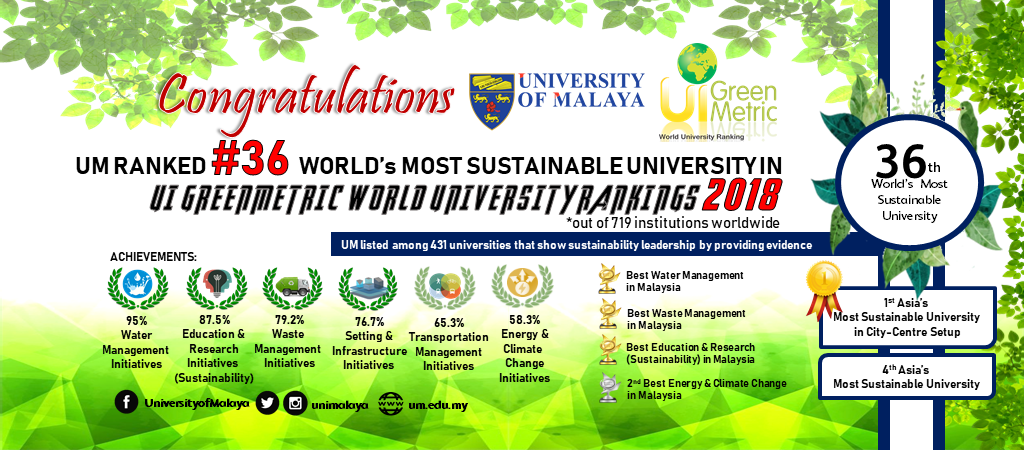 Congratulations
UNIVERSITY
OF MALAYA
UI
Green
Metric
World University Ranking
UM RANKED #36 WORLD's MOST SUSTAINABLE UNIVERSITY IN
UI GREENMETRIC WORLD UNIVERSITY RANKINGS 2018
*out of 719 institutions worldwide
36th
World's Most
Sustainable
University
UM listed among 431 universities that show sustainability leadership by providing evidence
ACHIEVEMENTS:
95%
Water
Management
Initiatives
87.5%
Education &
Research
Initiatives
(Sustainability)
79.2%
Waste
Management
Initiatives
76.7%
Setting &
Infrastructure
Initiatives
65.3%
Transportation
Management
Initiatives
58.3%
Energy &
Climate
Change
Initiatives
Best Water Management
in Malaysia
Best Waste Management
in Malaysia
Best Education & Research
(Sustainability) in Malaysia
2nd Best Energy & Climate Change
in Malaysia
1
1st Asia's
Most Sustainable University
in City-Centre Setup
4th Asia's
Most Sustainable University
UniversityofMalaya
unimalaya
www
um.edu.my